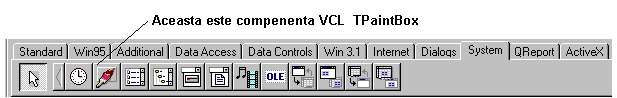 Aceasta este compenenta VCL TPaintBox
Standard Win95 Additional Data Access Data Controls Win 3.1 Internet Dialogs System QReport ActiveX
OLE